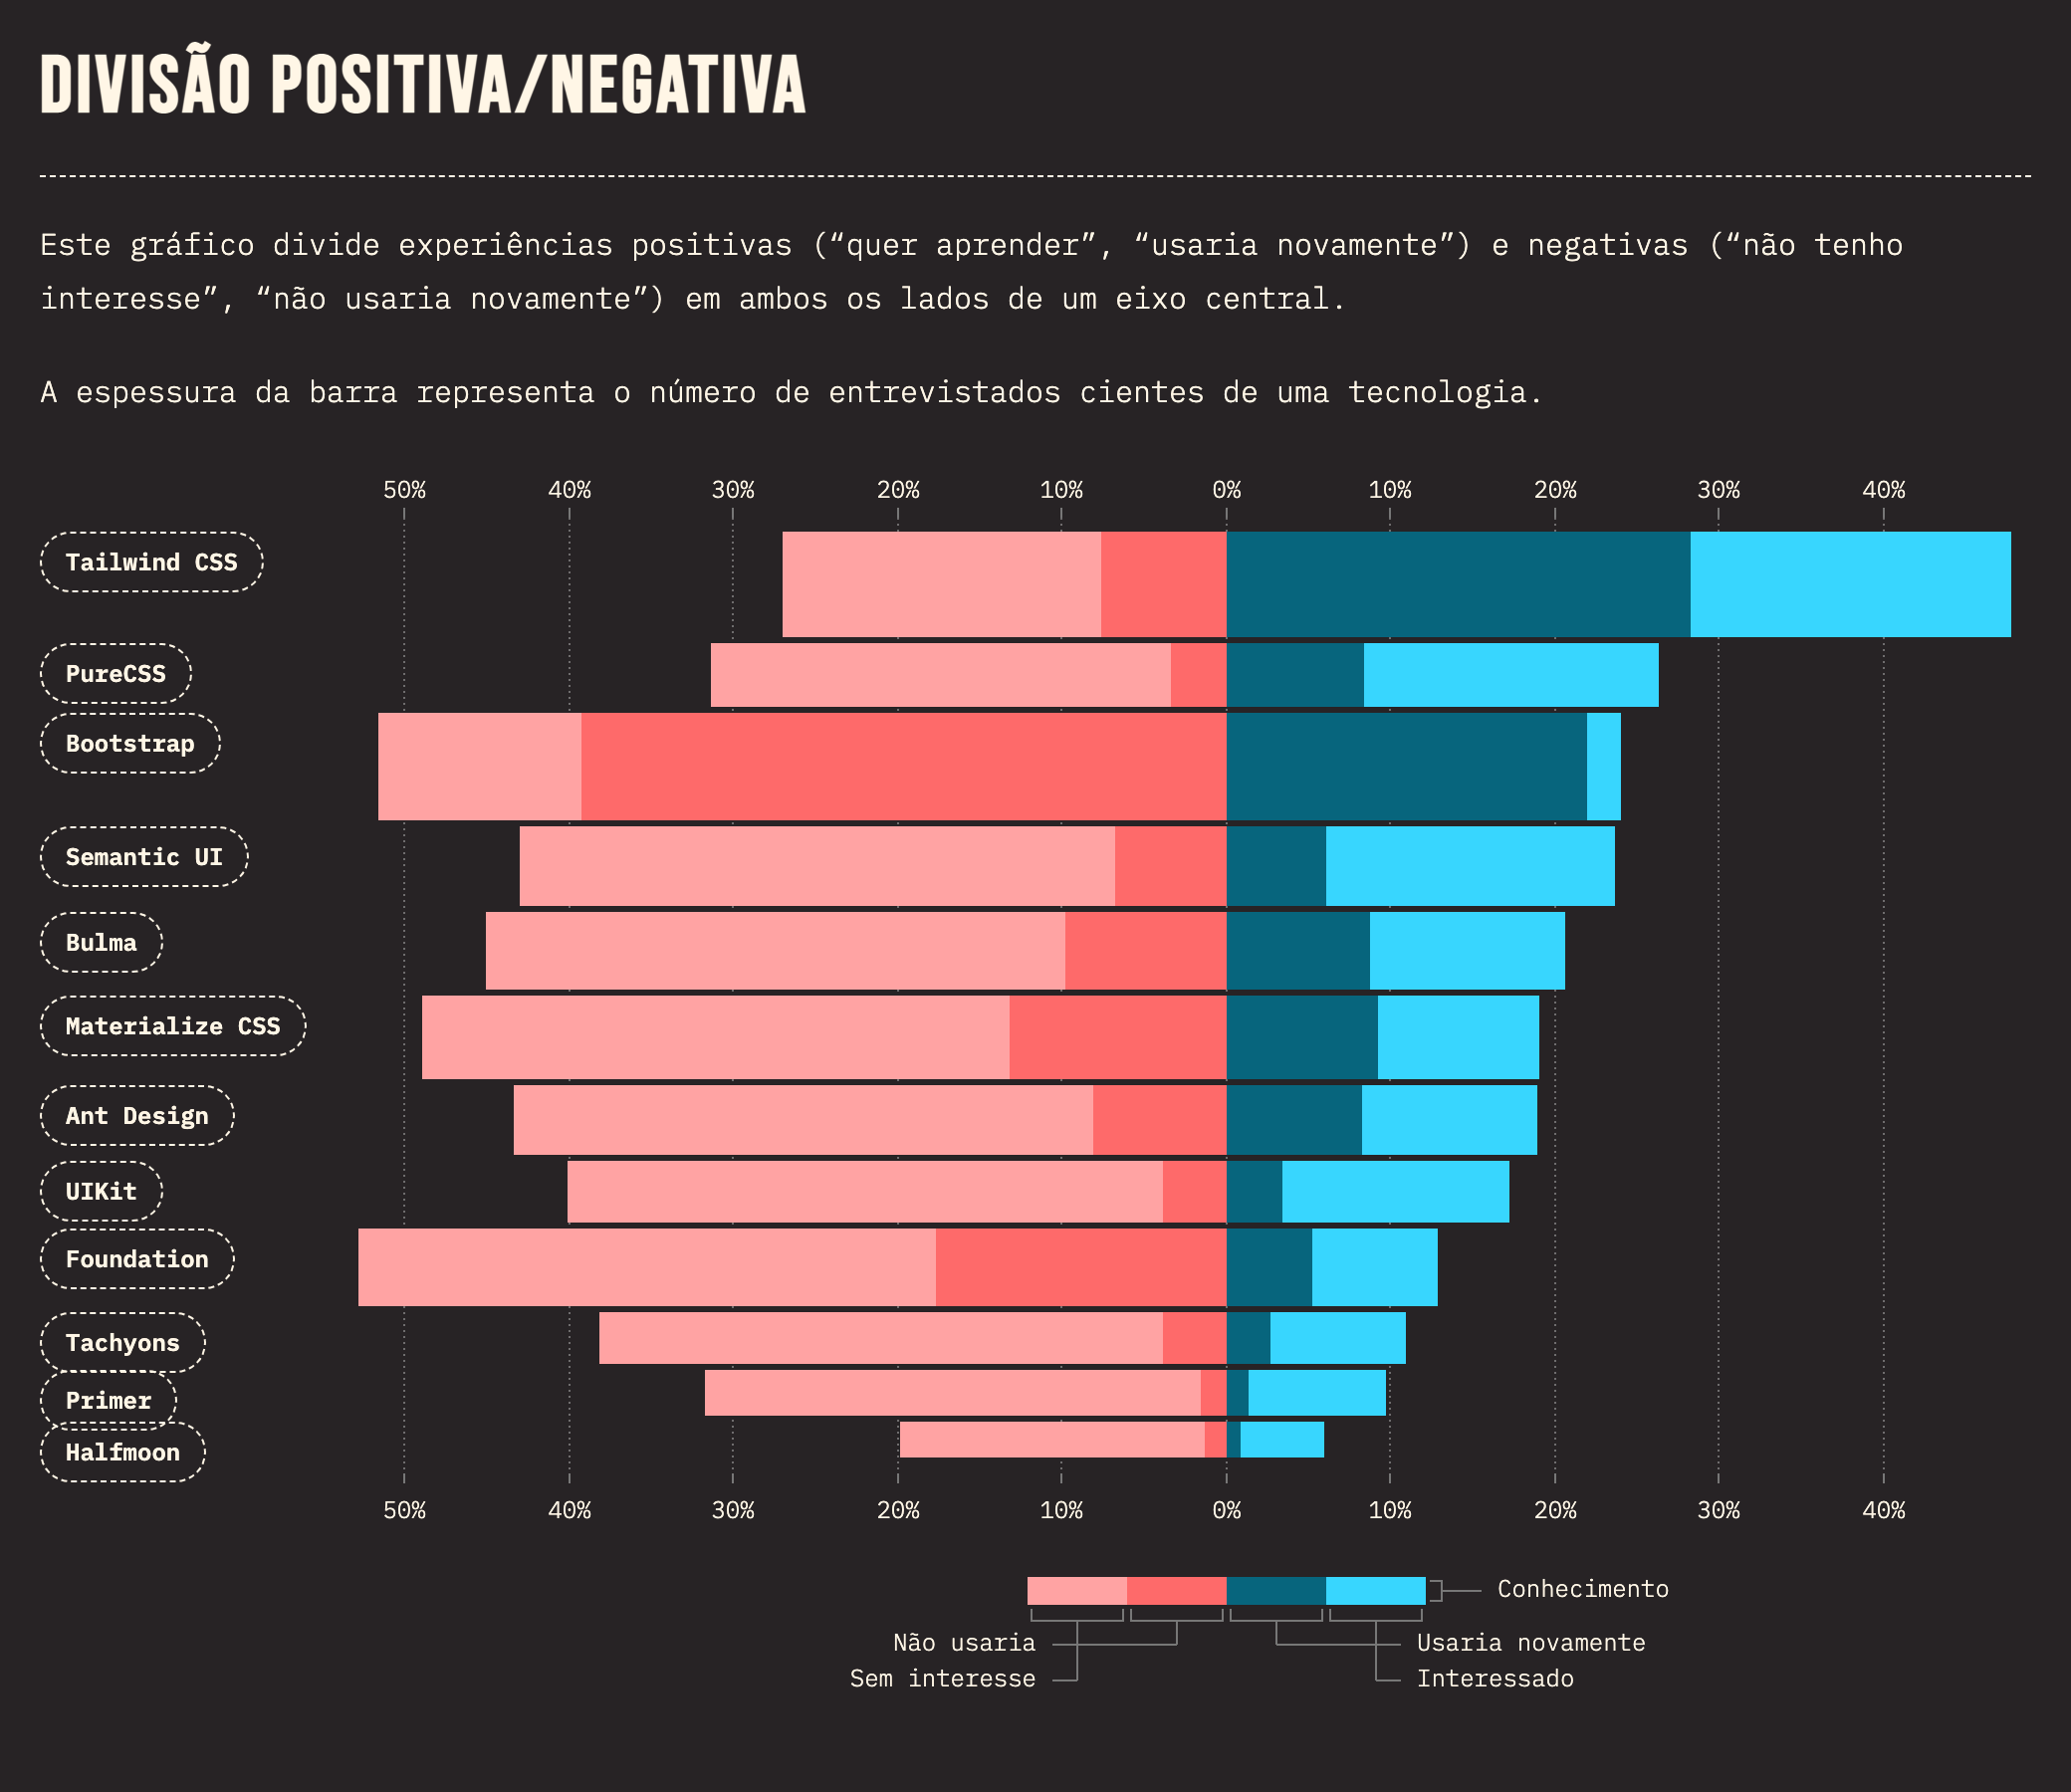 DIVISÃO POSITIVA/NEGATIVA
Este gráfico divide experiências positivas (“quer aprender”, “usaria novamente”) e negativas (“não tenho
interesse”, “não usaria novamente”) em ambos os lados de um eixo central.
A espessura da barra representa o número de entrevistados cientes de uma tecnologia.
50% 40% 30% 20% 10% 0% 10% 20% 30% 40%
Tailwind CSS
PureCSS
Bootstrap
Semantic UI
Bulma
Materialize CSS
Ant Design
UIKit
Foundation
Tachyons
Primer
Halfmoon
50% 40% 30% 20% 10% 0% 10% 20% 30% 40%
Conhecimento
Não usaria Usaria novamente
Sem interesse Interessado